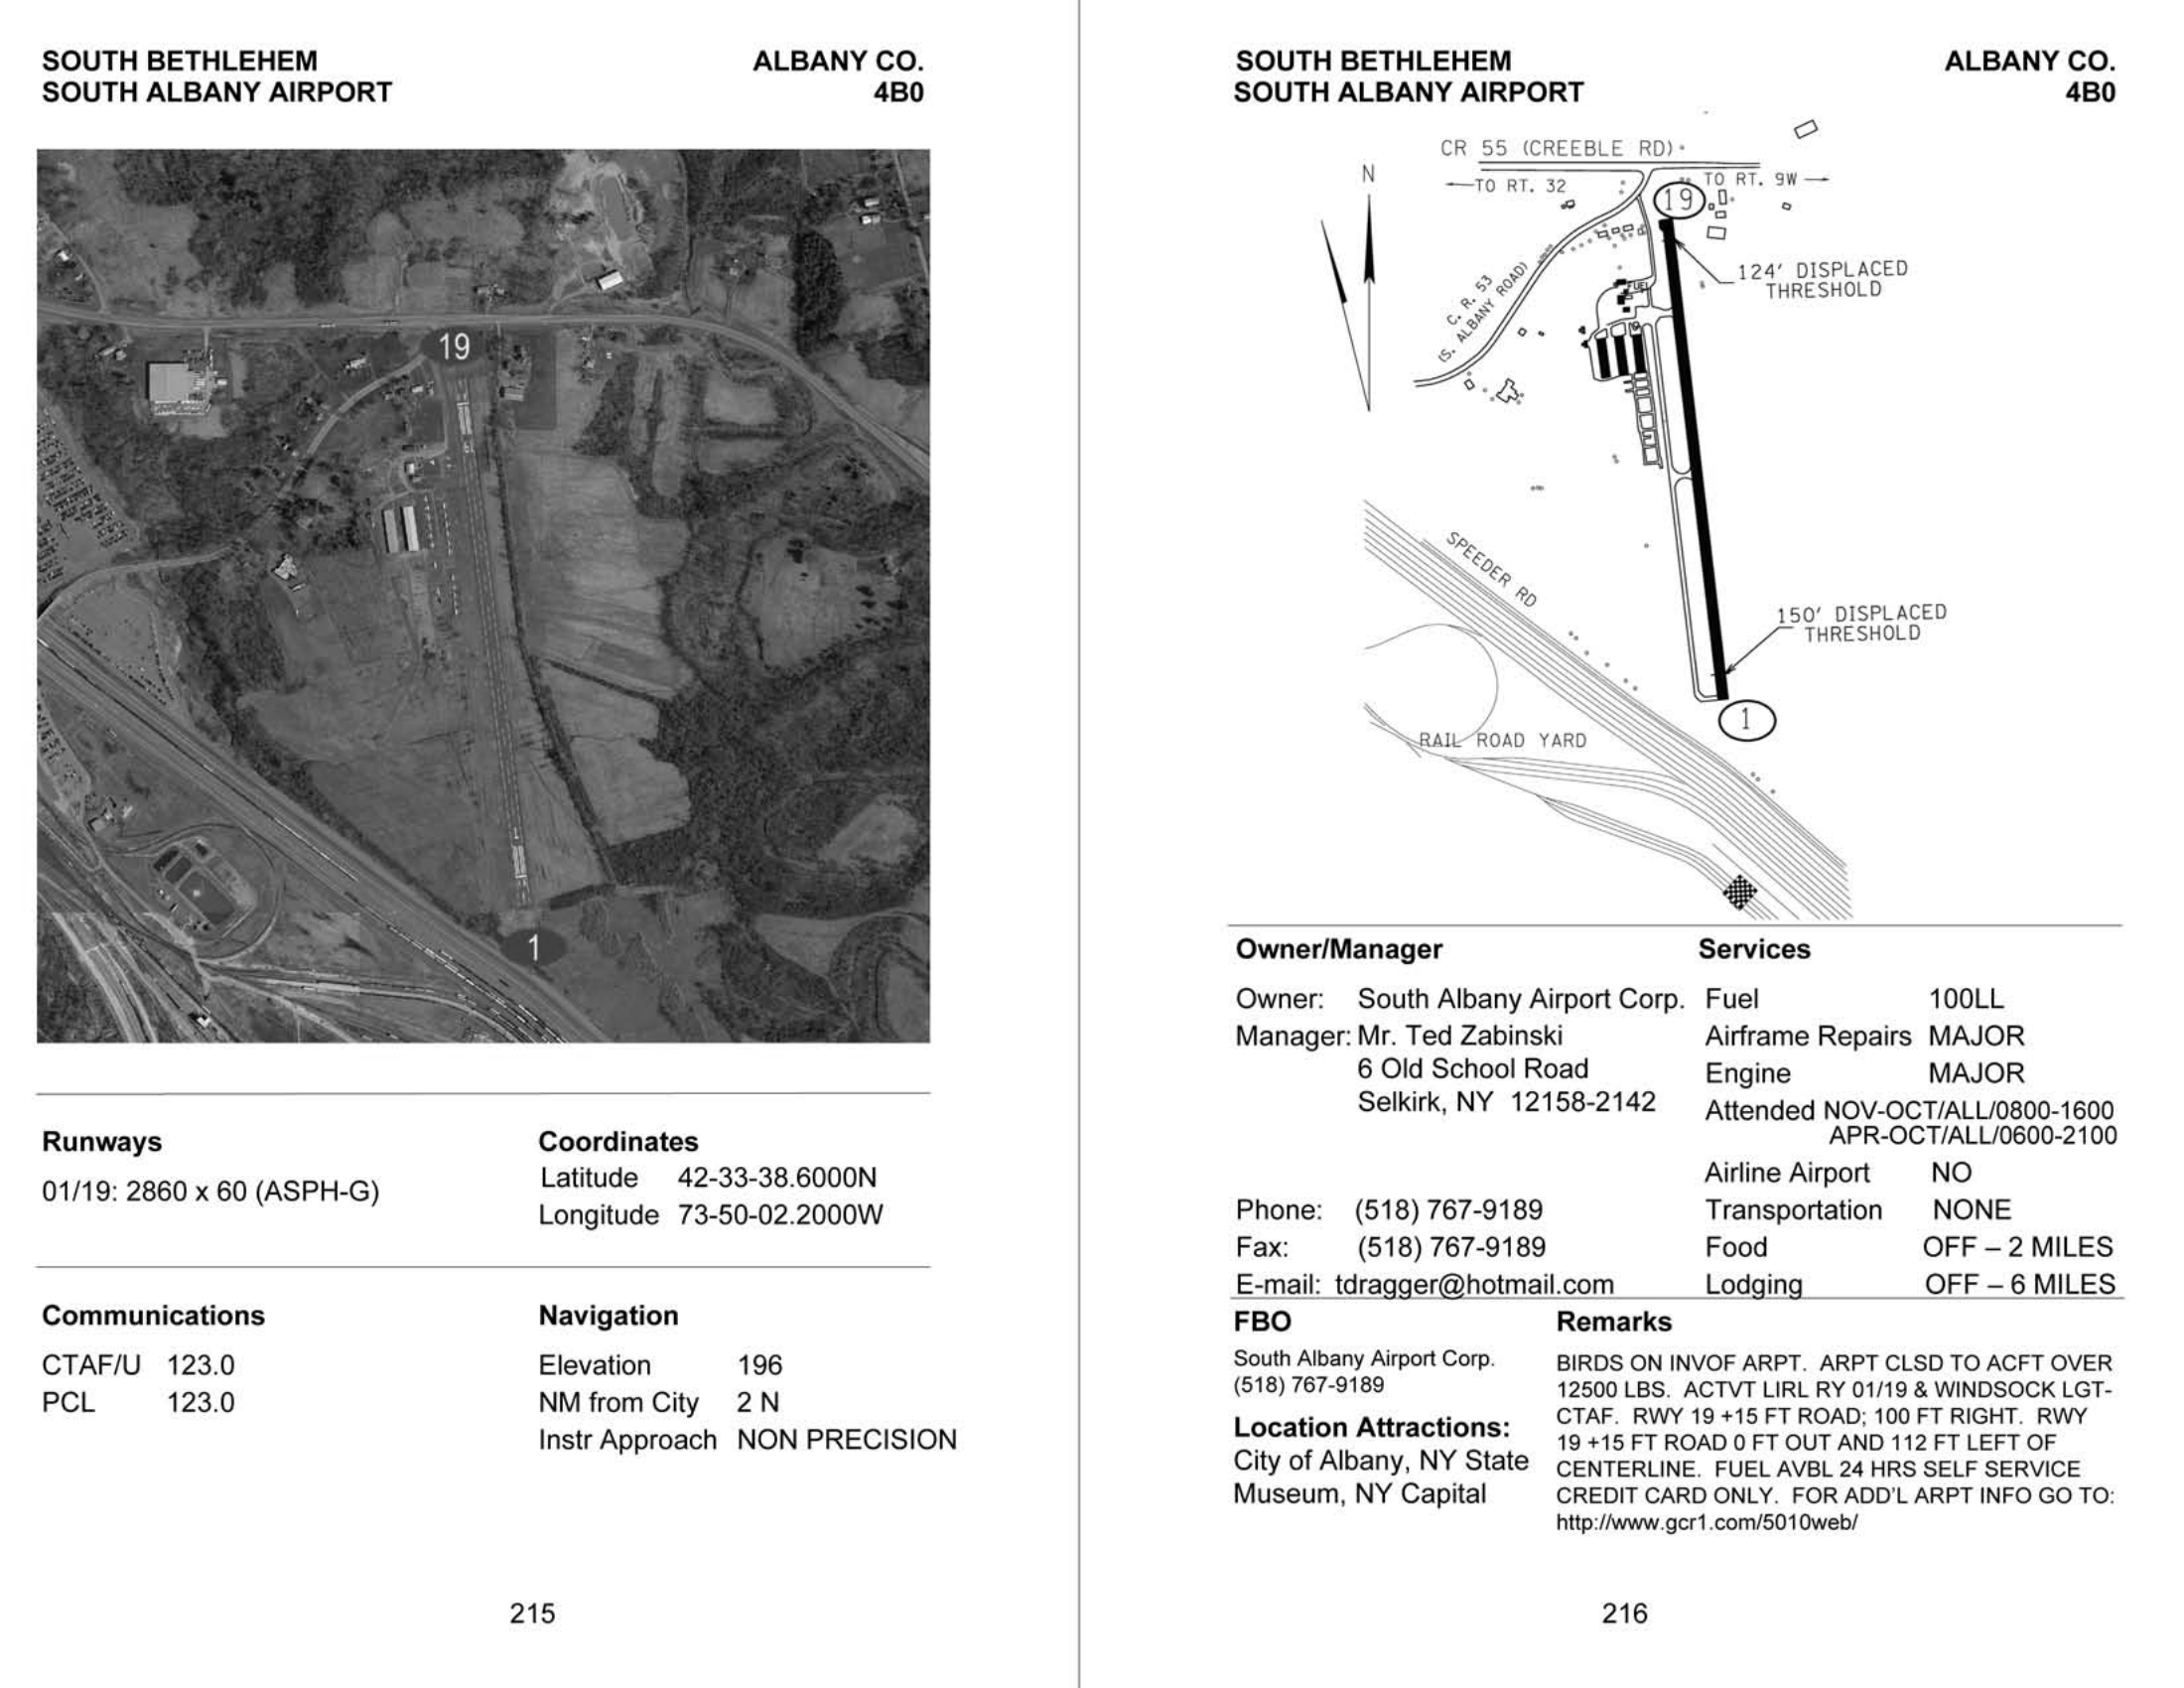 SOUTH BETHLEHEM
ALBANY CO.
SOUTH ALBANY AIRPORT
4B0
19
1
Runways
01/19: 2860 x 60 (ASPH-G)
Coordinates
Latitude 42-33-38.6000N
Longitude 73-50-02.2000W
Communications
CTAF/U 123.0
PCL 123.0
Navigation
Elevation 196
NM from City 2 N
Instr Approach NON PRECISION
215
SOUTH BETHLEHEM
ALBANY CO.
SOUTH ALBANY AIRPORT
4B0
CR 55 (CREEBLE RD)
N
TO RT. 32
TO RT. 9W
19
124' DISPLACED
THRESHOLD
C. R. 53
(S. ALBANY ROAD)
FUEL
SPEEDER RD
150' DISPLACED
THRESHOLD
1
RAIL ROAD YARD
Owner/Manager
Owner: South Albany Airport Corp.
Manager: Mr. Ted Zabinski
6 Old School Road
Selkirk, NY 12158-2142
Phone: (518) 767-9189
Fax: (518) 767-9189
E-mail: tdragger@hotmail.com
Services
Fuel 100LL
Airframe Repairs MAJOR
Engine MAJOR
Attended NOV-OCT/ALL/0800-1600
APR-OCT/ALL/0600-2100
Airline Airport NO
Transportation NONE
Food OFF – 2 MILES
Lodging OFF – 6 MILES
FBO
South Albany Airport Corp.
(518) 767-9189
Location Attractions:
City of Albany, NY State
Museum, NY Capital
Remarks
BIRDS ON INVOF ARPT. ARPT CLSD TO ACFT OVER
12500 LBS. ACTVT LIRL RY 01/19 & WINDSOCK LGT-
CTAF. RWY 19 +15 FT ROAD; 100 FT RIGHT. RWY
19 +15 FT ROAD 0 FT OUT AND 112 FT LEFT OF
CENTERLINE. FUEL AVBL 24 HRS SELF SERVICE
CREDIT CARD ONLY. FOR ADD'L ARPT INFO GO TO:
http://www.gcr1.com/5010web/
216